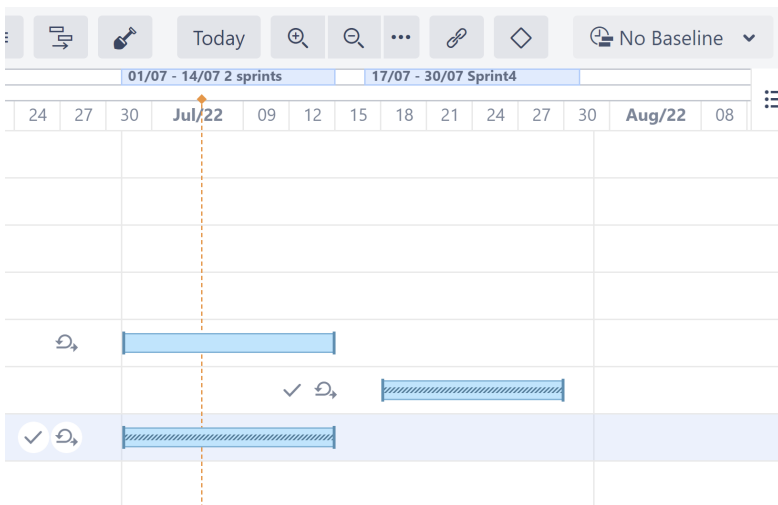 Today
No Baseline
01/07 - 14/07 2 sprints 17/07 - 30/07 Sprint4
24 27 30 Jul/22 09 12 15 18 21 24 27 30 Aug/22 08